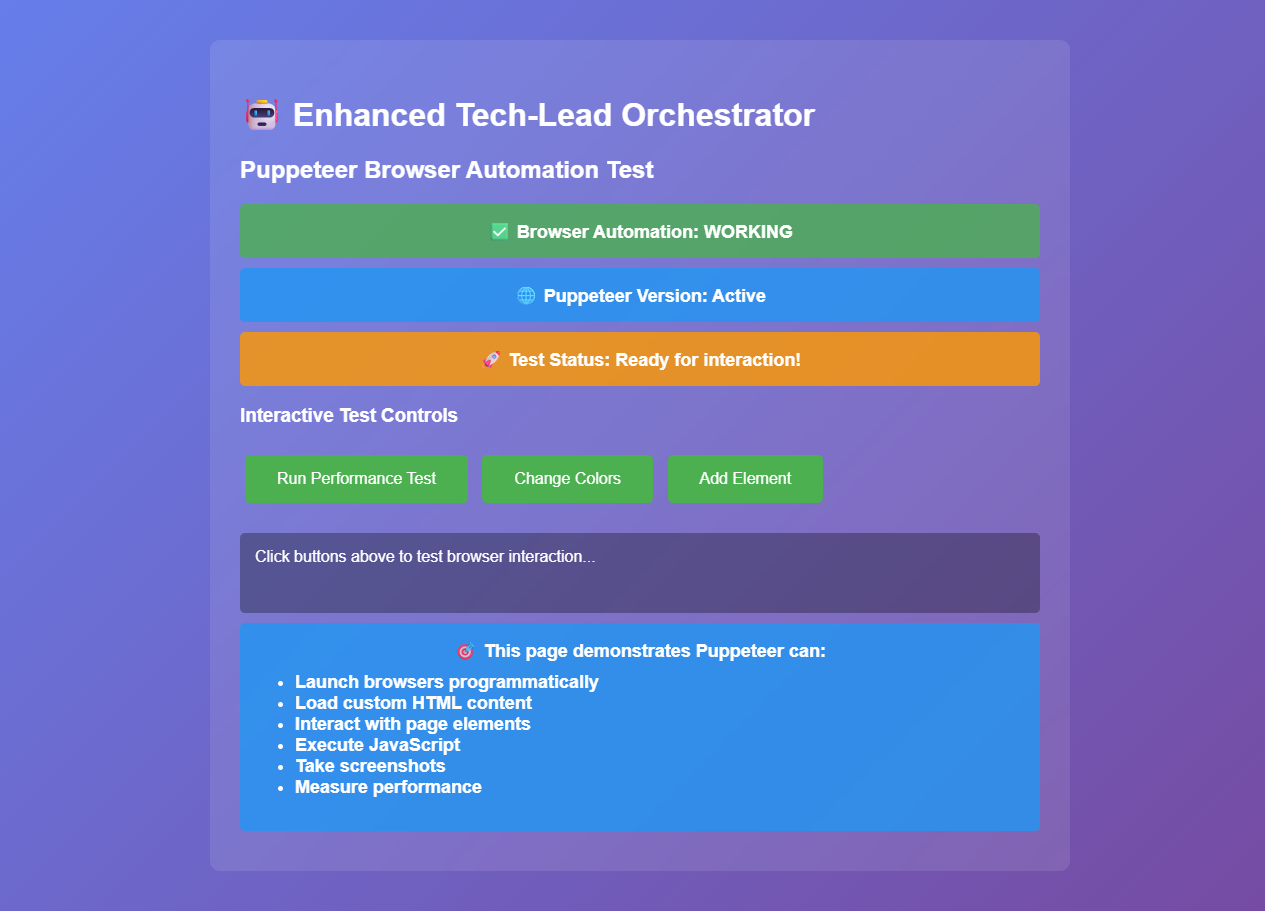 🤖 Enhanced Tech-Lead Orchestrator
Puppeteer Browser Automation Test
✅ Browser Automation: WORKING
🌐 Puppeteer Version: Active
🚀 Test Status: Ready for interaction!
Interactive Test Controls
Run Performance Test Change Colors Add Element
Click buttons above to test browser interaction...
🎯 This page demonstrates Puppeteer can:
• Launch browsers programmatically
• Load custom HTML content
• Interact with page elements
• Execute JavaScript
• Take screenshots
• Measure performance